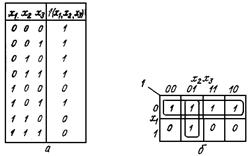 x₁ x₂ x₃ f(x₁,x₂,x₃)
0 0 0 1
0 0 1 1
0 1 0 1
0 1 1 1
1 0 0 0
1 0 1 1
1 1 0 0
1 1 1 0
а
1
x₂x₃
00 01 11 10
0 1 1 1 1
x₁
1 0 1 0 0
б